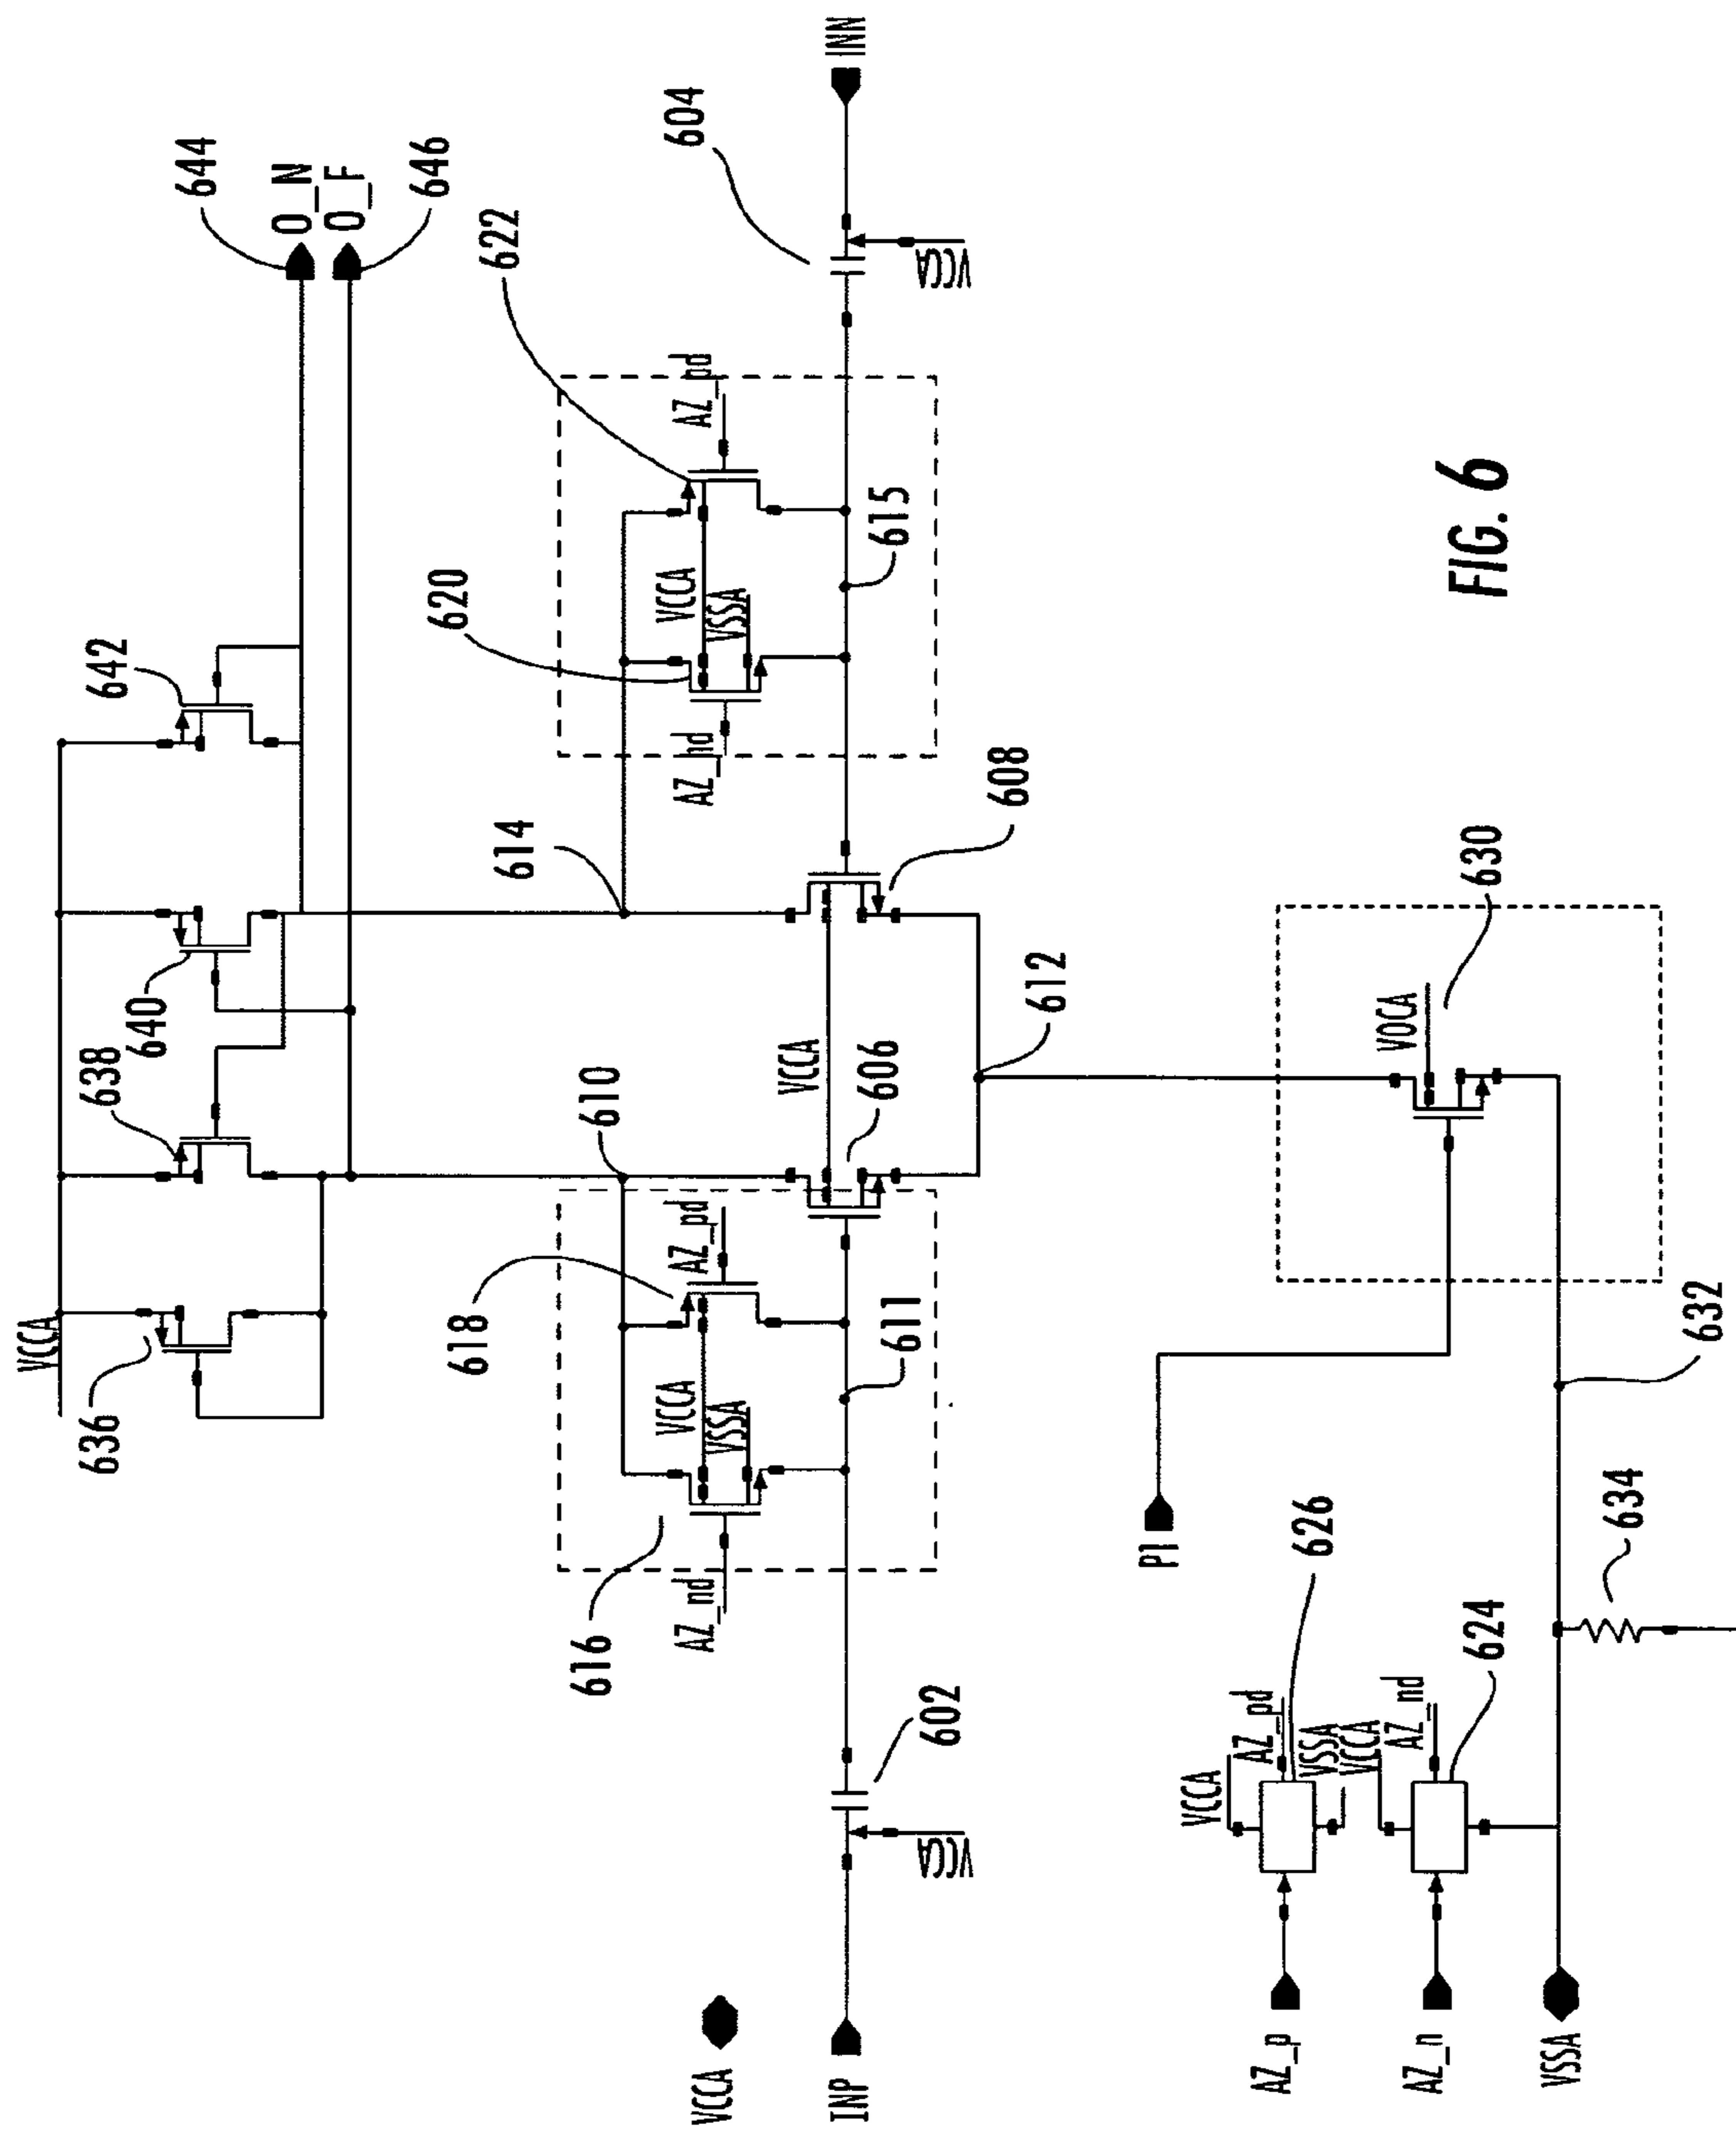 644
O_N
O_F
646
VCCA
636
638
640
642
610
614
618
616
AZ_nd
AZ_pd
VCCA
VSSA
620
622
AZ_nd
AZ_pd
VCCA
VSSA
611
615
VCCA
606
608
602
604
VCCA
VCCA
VCCA
INP
INN
612
P1
VOCA
630
632
634
626
624
VCCA
AZ_pd
VSSA
VCCA
AZ_nd
AZ_p
AZ_n
VSSA
FIG. 6